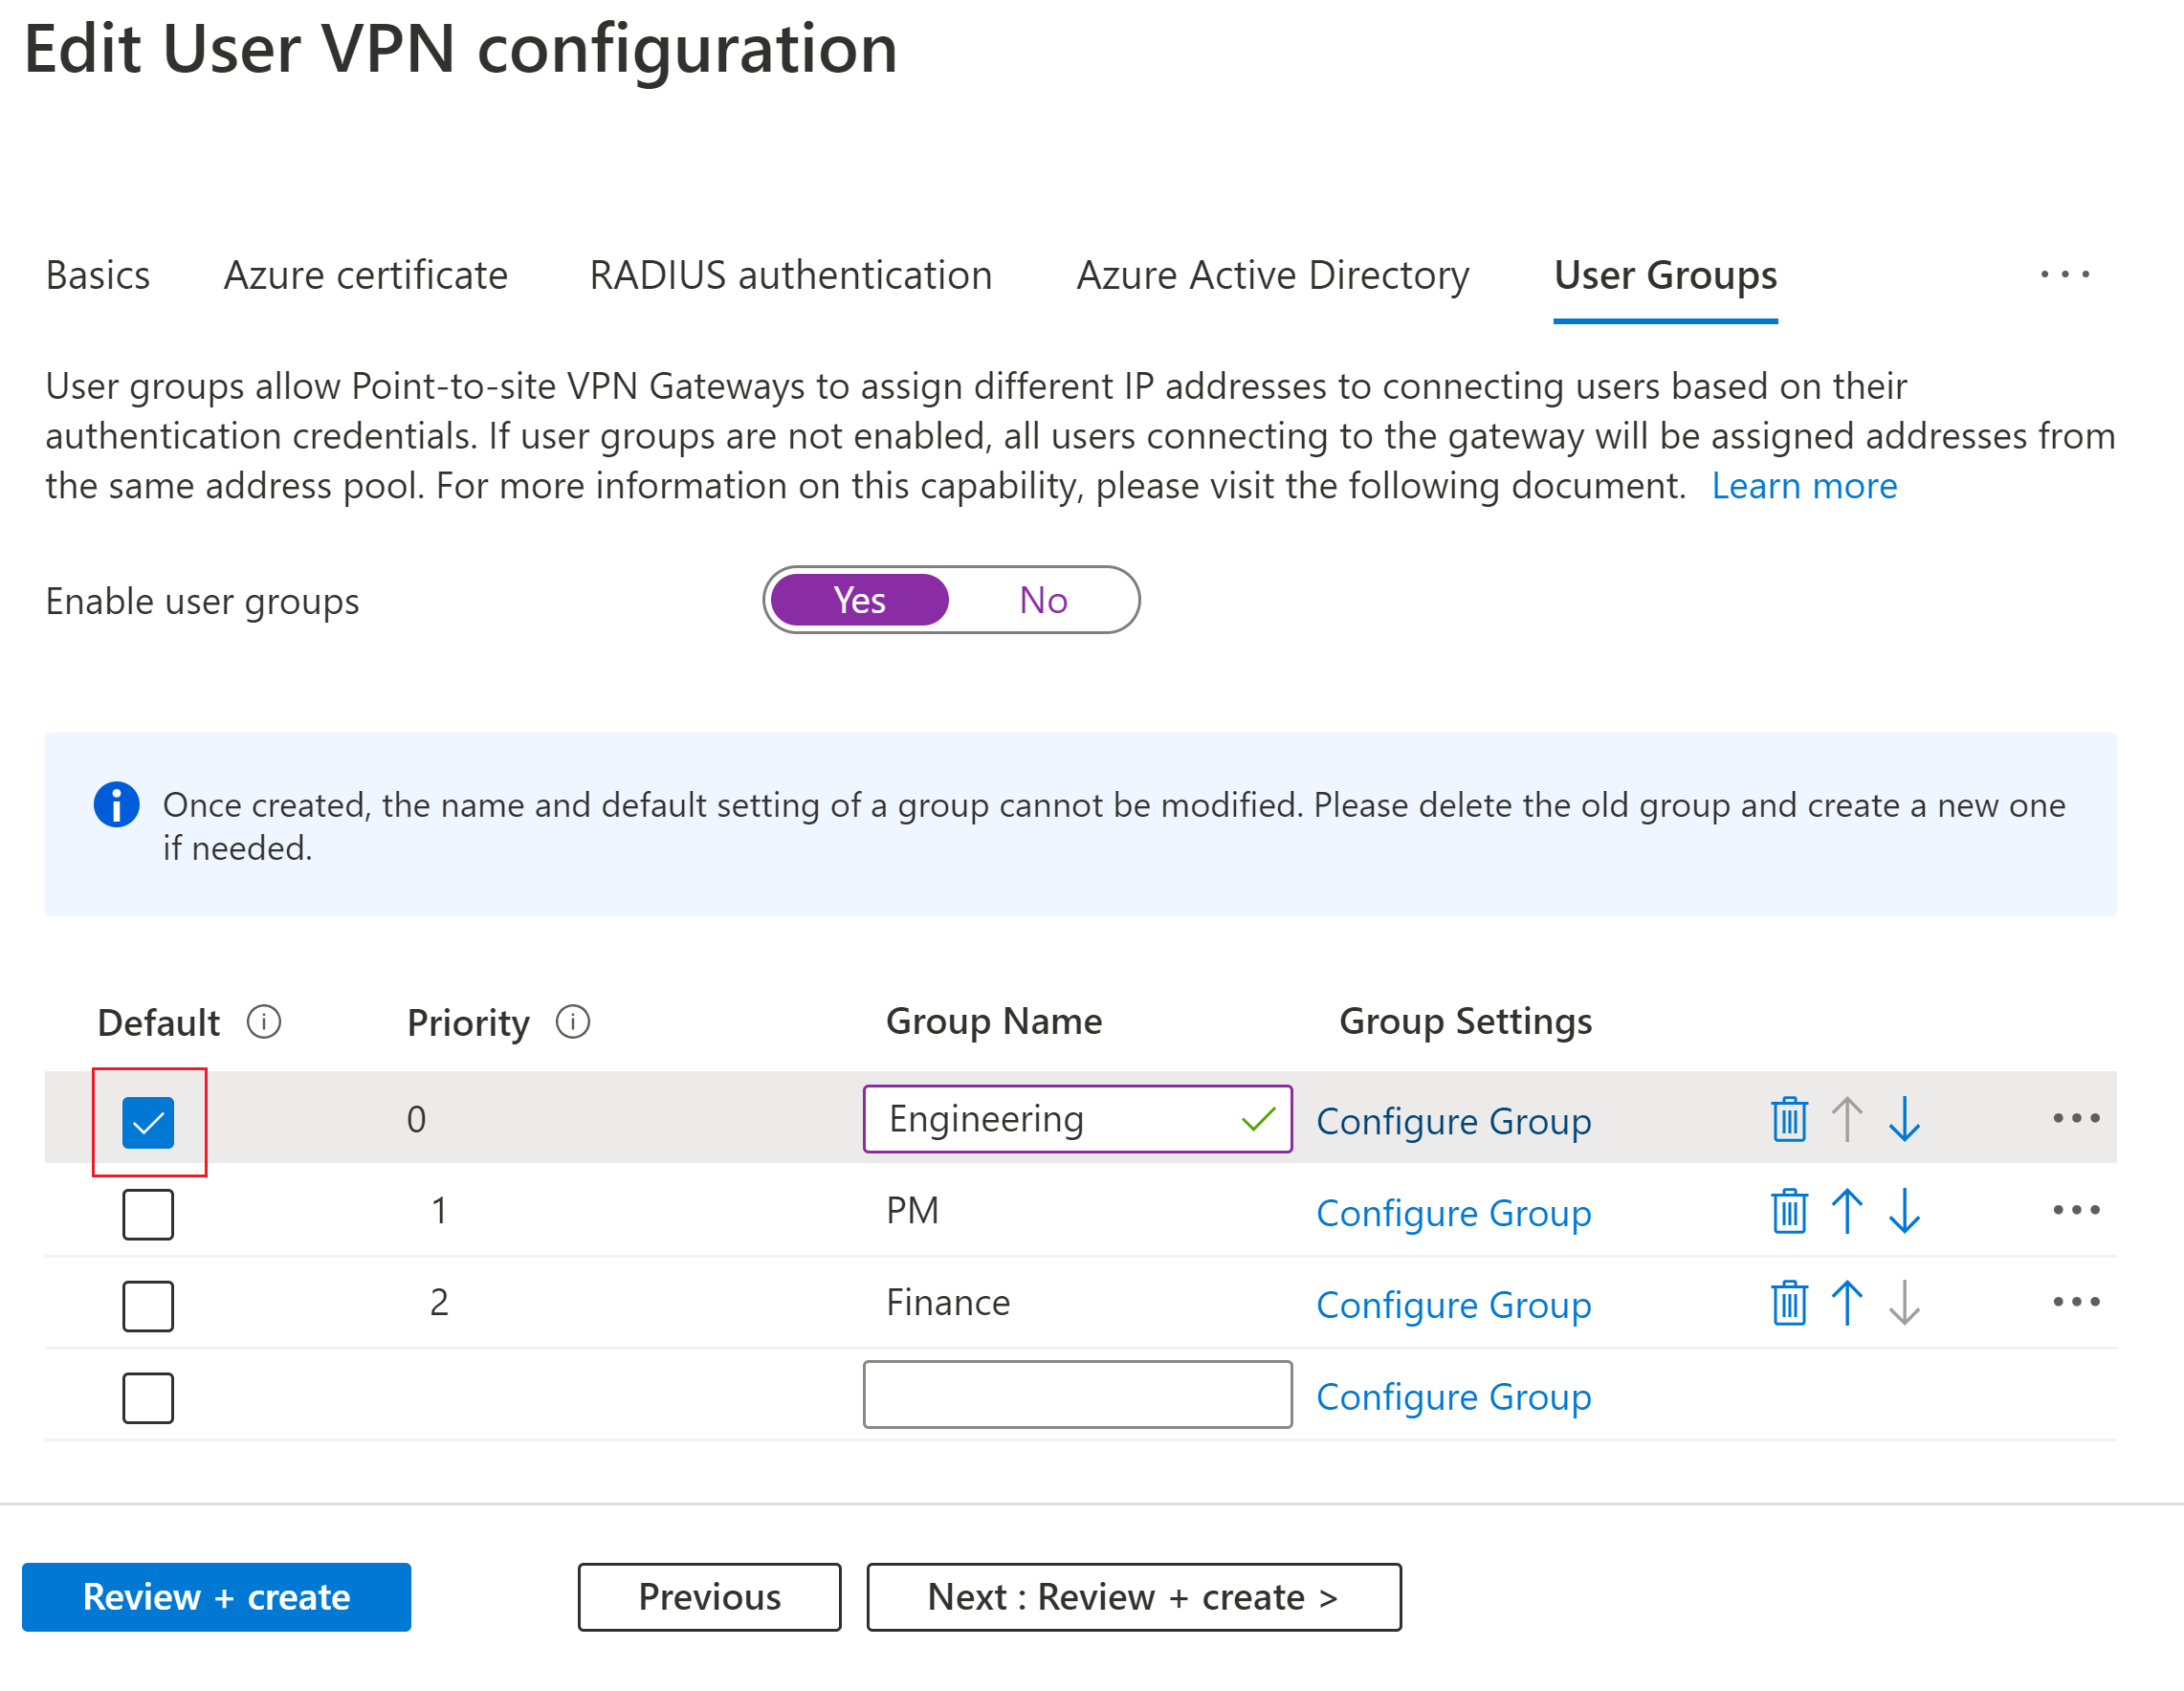 Edit User VPN configuration
Basics Azure certificate RADIUS authentication Azure Active Directory User Groups ...
User groups allow Point-to-site VPN Gateways to assign different IP addresses to connecting users based on their
authentication credentials. If user groups are not enabled, all users connecting to the gateway will be assigned addresses from
the same address pool. For more information on this capability, please visit the following document. Learn more
Enable user groups Yes No
Once created, the name and default setting of a group cannot be modified. Please delete the old group and create a new one
if needed.
Default Priority Group Name Group Settings
0 Engineering Configure Group
1 PM Configure Group
2 Finance Configure Group
Configure Group
Review + create Previous Next : Review + create >